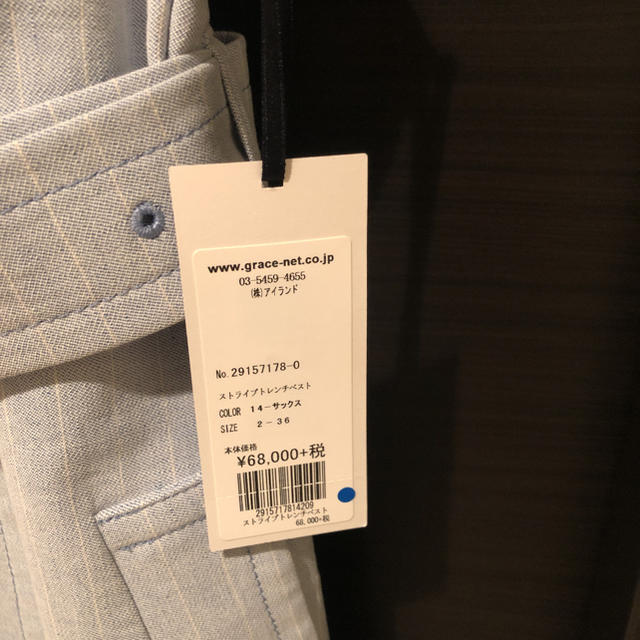 www.grace-net.co.jp
03-5459-4655
(株)アイランド
No.29157178-0
ストライプトレンチベスト
COLOR 14-サックス
SIZE 2-36
本体価格
¥68,000+税
2915717814209
ストライプトレンチベスト
68,000+税